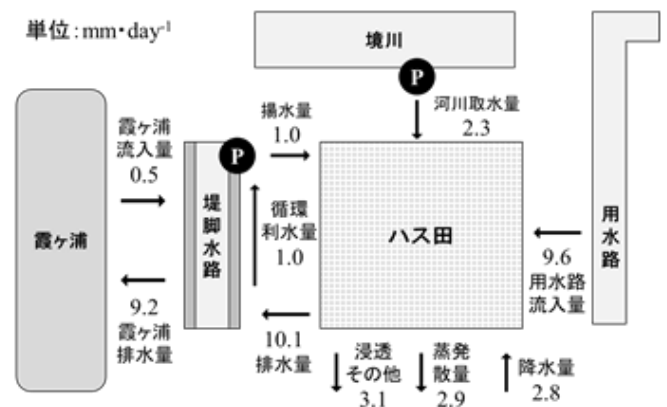 単位:mm・day-1
境川
P
河川取水量
2.3
揚水量
1.0
霞ヶ浦
流入量
0.5
P
霞ヶ浦
堤脚水路
循環
利水量
1.0
ハス田
用水路
9.6
用水路
流入量
9.2
霞ヶ浦
排水量
10.1
排水量
浸透
その他
3.1
蒸発
散量
2.9
降水量
2.8